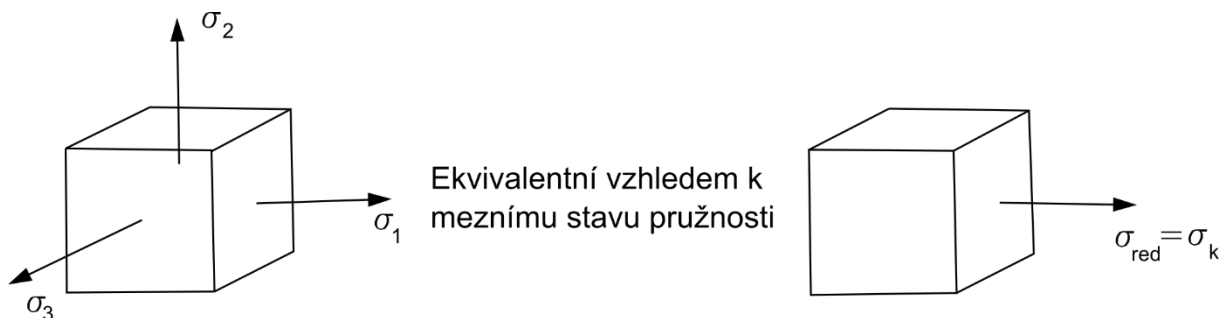 σ2
σ1
σ3
Ekvivalentní vzhledem k
meznímu stavu pružnosti
σred=σk